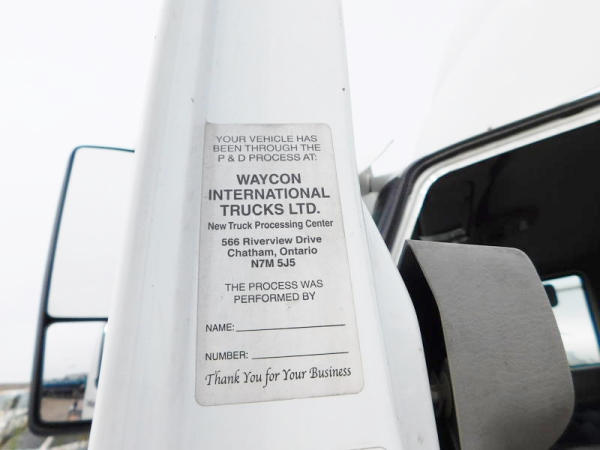 YOUR VEHICLE HAS
BEEN THROUGH THE
P & D PROCESS AT:
WAYCON
INTERNATIONAL
TRUCKS LTD.
New Truck Processing Center
566 Riverview Drive
Chatham, Ontario
N7M 5J5
THE PROCESS WAS
PERFORMED BY
NAME:
NUMBER:
Thank You for Your Business